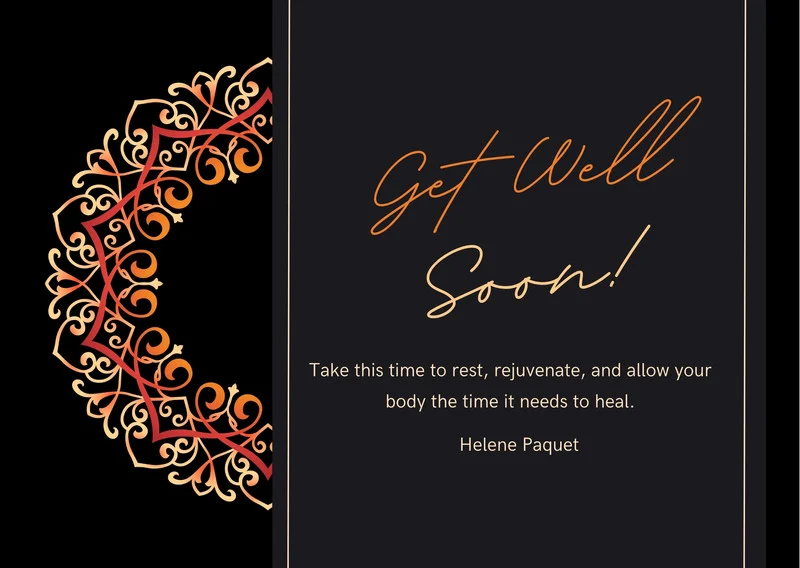 Get Well
Soon!
Take this time to rest, rejuvenate, and allow your
body the time it needs to heal.
Helene Paquet